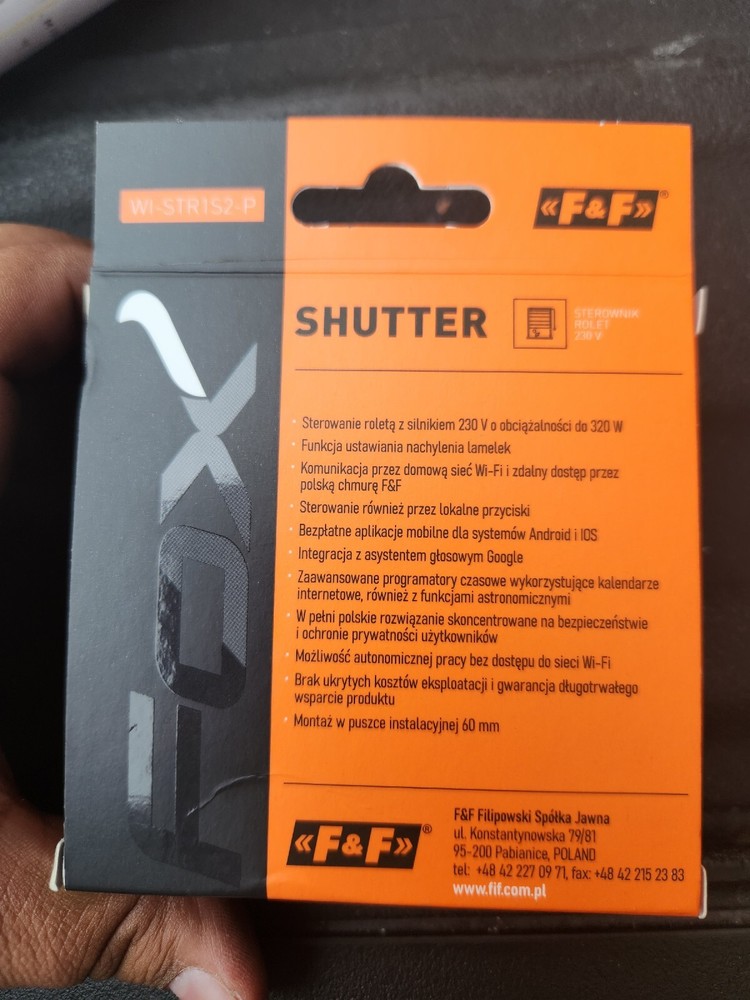 WI-STR1S2-P
«F&F»®
FOX
SHUTTER
STEROWNIK
ROLET
230 V
· Sterowanie roletą z silnikiem 230 V o obciążalności do 320 W
· Funkcja ustawiania nachylenia lamelek
· Komunikacja przez domową sieć Wi-Fi i zdalny dostęp przez
polską chmurę F&F
· Sterowanie również przez lokalne przyciski
· Bezpłatne aplikacje mobilne dla systemów Android i IOS
· Integracja z asystentem głosowym Google
· Zaawansowane programatory czasowe wykorzystujące kalendarze
internetowe, również z funkcjami astronomicznymi
· W pełni polskie rozwiązanie skoncentrowane na bezpieczeństwie
i ochronie prywatności użytkowników
· Możliwość autonomicznej pracy bez dostępu do sieci Wi-Fi
· Brak ukrytych kosztów eksploatacji i gwarancja długotrwałego
wsparcie produktu
· Montaż w puszce instalacyjnej 60 mm
«F&F»®
F&F Filipowski Spółka Jawna
ul. Konstantynowska 79/81
95-200 Pabianice, POLAND
tel: +48 42 227 09 71, fax: +48 42 215 23 83
www.fif.com.pl